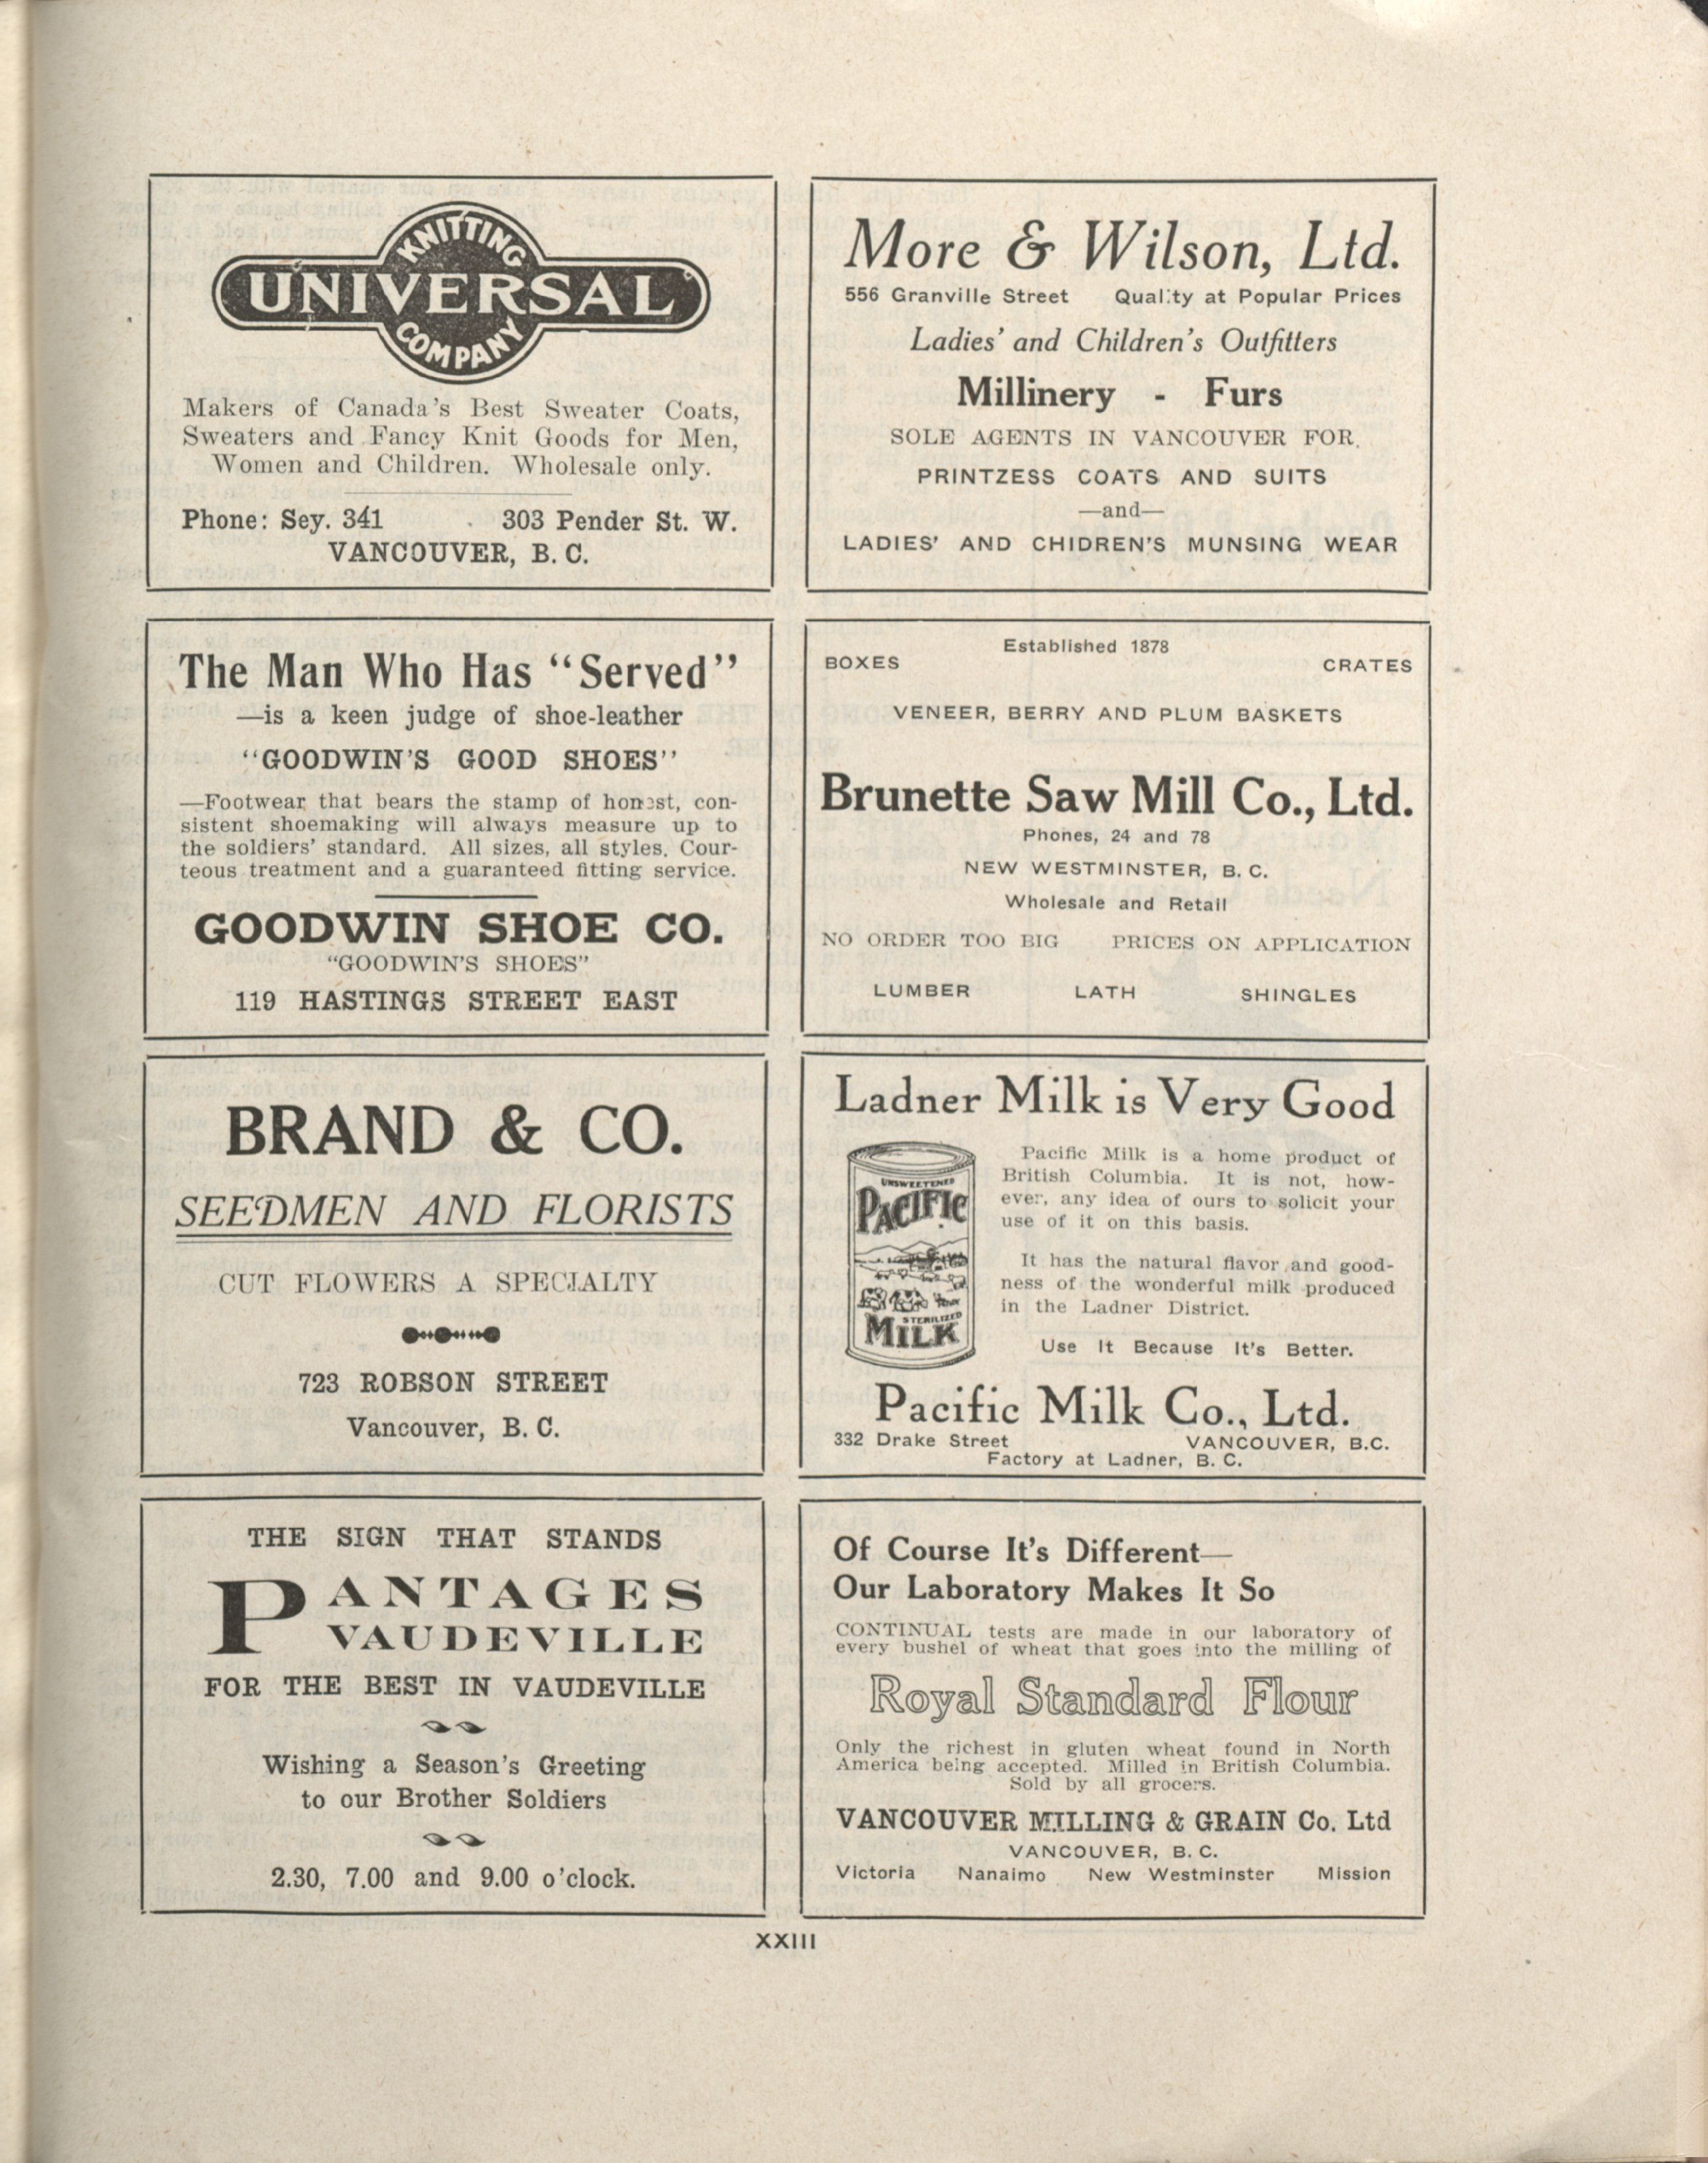 KNITTING
UNIVERSAL
COMPANY
Makers of Canada's Best Sweater Coats,
Sweaters and Fancy Knit Goods for Men,
Women and Children. Wholesale only.
Phone: Sey. 341 303 Pender St. W.
VANCOUVER, B. C.
More & Wilson, Ltd.
556 Granville Street Quality at Popular Prices
Ladies' and Children's Outfitters
Millinery - Furs
SOLE AGENTS IN VANCOUVER FOR
PRINTZESS COATS AND SUITS
—and—
LADIES' AND CHIDREN'S MUNSING WEAR
The Man Who Has "Served"
—is a keen judge of shoe-leather
"GOODWIN'S GOOD SHOES"
—Footwear that bears the stamp of honest, con-
sistent shoemaking will always measure up to
the soldiers' standard. All sizes, all styles. Cour-
teous treatment and a guaranteed fitting service.
GOODWIN SHOE CO.
"GOODWIN'S SHOES"
119 HASTINGS STREET EAST
Established 1878
BOXES CRATES
VENEER, BERRY AND PLUM BASKETS
Brunette Saw Mill Co., Ltd.
Phones, 24 and 78
NEW WESTMINSTER, B. C.
Wholesale and Retail
NO ORDER TOO BIG PRICES ON APPLICATION
LUMBER LATH SHINGLES
BRAND & CO.
SEEDMEN AND FLORISTS
CUT FLOWERS A SPECIALTY
723 ROBSON STREET
Vancouver, B. C.
Ladner Milk is Very Good
UNSWEETENED
PACIFIC
STERILIZED
MILK
Pacific Milk is a home product of
British Columbia. It is not, how-
ever, any idea of ours to solicit your
use of it on this basis.
It has the natural flavor and good-
ness of the wonderful milk produced
in the Ladner District.
Use It Because It's Better.
Pacific Milk Co., Ltd.
332 Drake Street VANCOUVER, B.C.
Factory at Ladner, B. C.
THE SIGN THAT STANDS
PANTAGES
VAUDEVILLE
FOR THE BEST IN VAUDEVILLE
Wishing a Season's Greeting
to our Brother Soldiers
2.30, 7.00 and 9.00 o'clock.
Of Course It's Different—
Our Laboratory Makes It So
CONTINUAL tests are made in our laboratory of
every bushel of wheat that goes into the milling of
Royal Standard Flour
Only the richest in gluten wheat found in North
America being accepted. Milled in British Columbia.
Sold by all grocers.
VANCOUVER MILLING & GRAIN Co. Ltd
VANCOUVER, B. C.
Victoria Nanaimo New Westminster Mission
XXIII